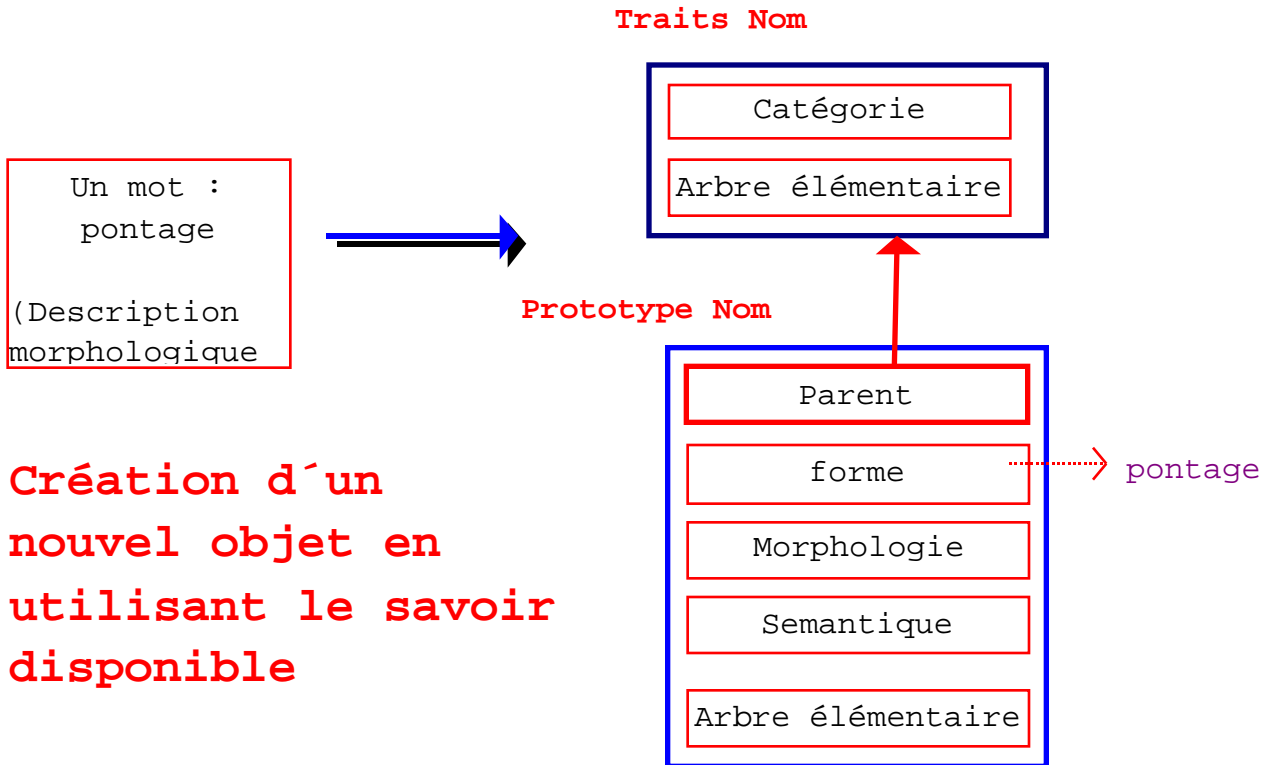 Traits Nom
Catégorie
Arbre élémentaire
Un mot :
pontage
(Description
morphologique
Prototype Nom
Parent
forme
pontage
Morphologie
Semantique
Arbre élémentaire
Création d´un
nouvel objet en
utilisant le savoir
disponible